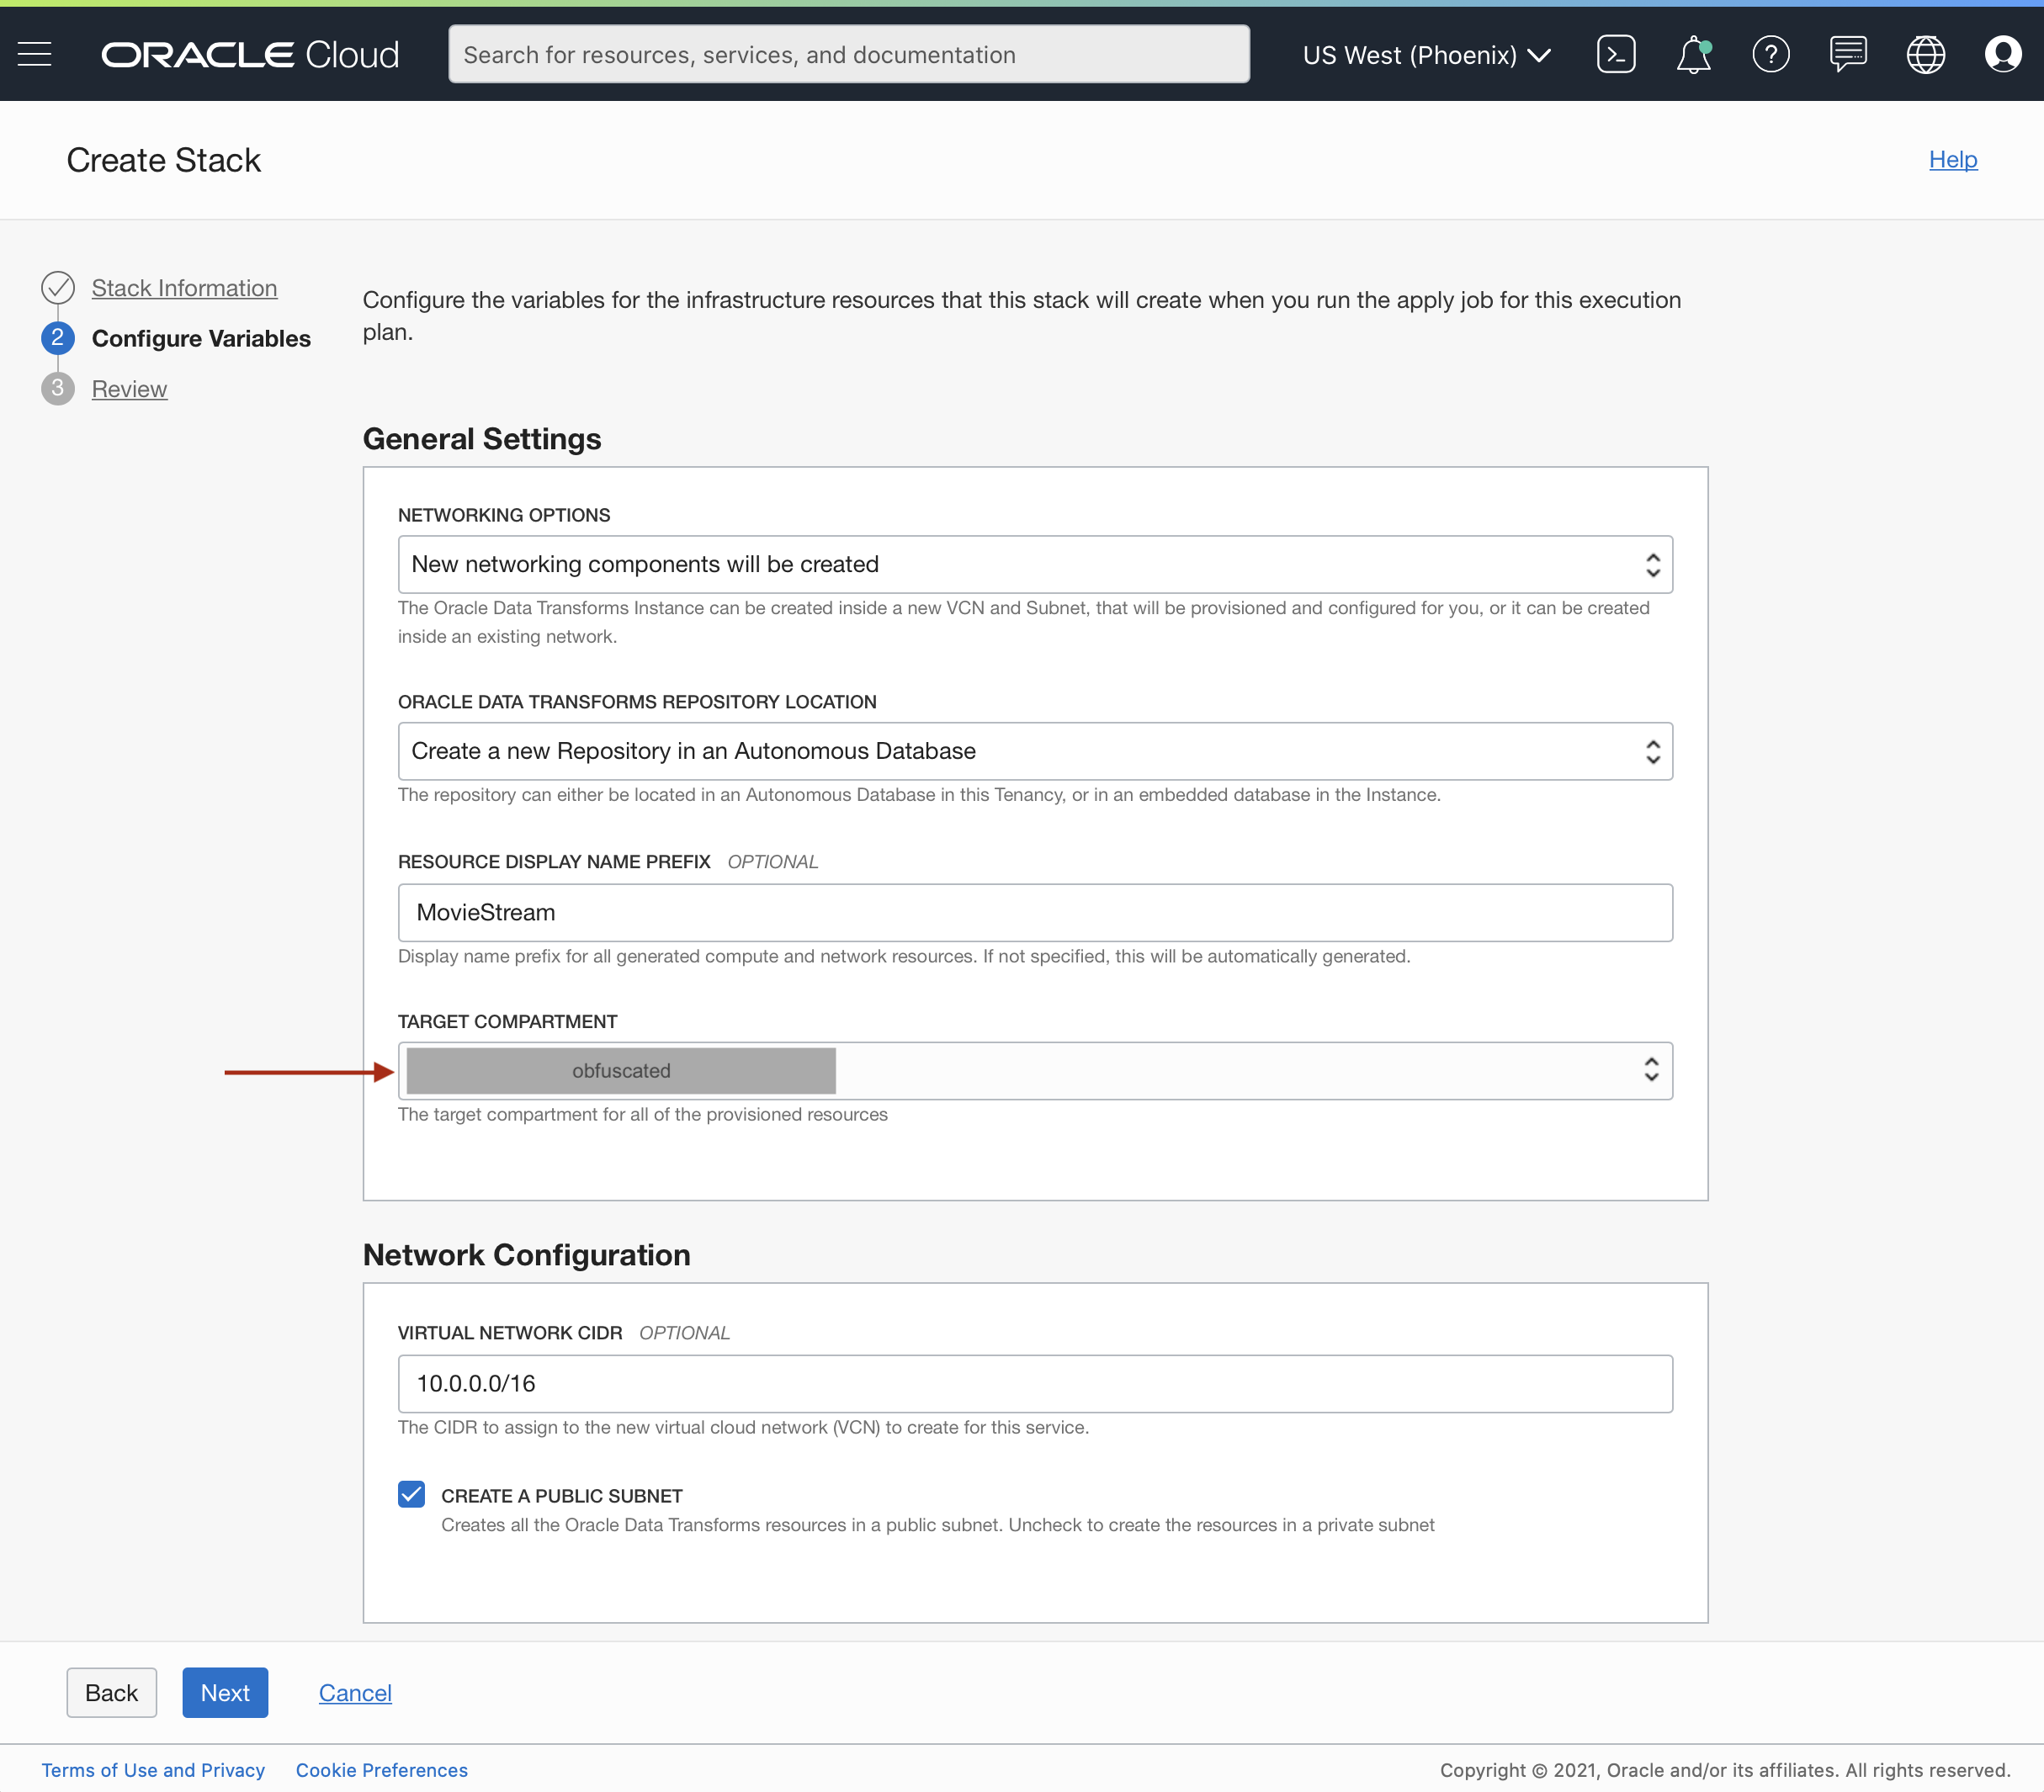 ORACLE Cloud
Search for resources, services, and documentation
US West (Phoenix)
Create Stack
Help
Stack Information
2 Configure Variables
3 Review
Configure the variables for the infrastructure resources that this stack will create when you run the apply job for this execution
plan.
General Settings
NETWORKING OPTIONS
New networking components will be created
The Oracle Data Transforms Instance can be created inside a new VCN and Subnet, that will be provisioned and configured for you, or it can be created
inside an existing network.
ORACLE DATA TRANSFORMS REPOSITORY LOCATION
Create a new Repository in an Autonomous Database
The repository can either be located in an Autonomous Database in this Tenancy, or in an embedded database in the Instance.
RESOURCE DISPLAY NAME PREFIX OPTIONAL
MovieStream
Display name prefix for all generated compute and network resources. If not specified, this will be automatically generated.
TARGET COMPARTMENT
obfuscated
The target compartment for all of the provisioned resources
Network Configuration
VIRTUAL NETWORK CIDR OPTIONAL
10.0.0.0/16
The CIDR to assign to the new virtual cloud network (VCN) to create for this service.
CREATE A PUBLIC SUBNET
Creates all the Oracle Data Transforms resources in a public subnet. Uncheck to create the resources in a private subnet
Back Next Cancel
Terms of Use and Privacy Cookie Preferences
Copyright © 2021, Oracle and/or its affiliates. All rights reserved.